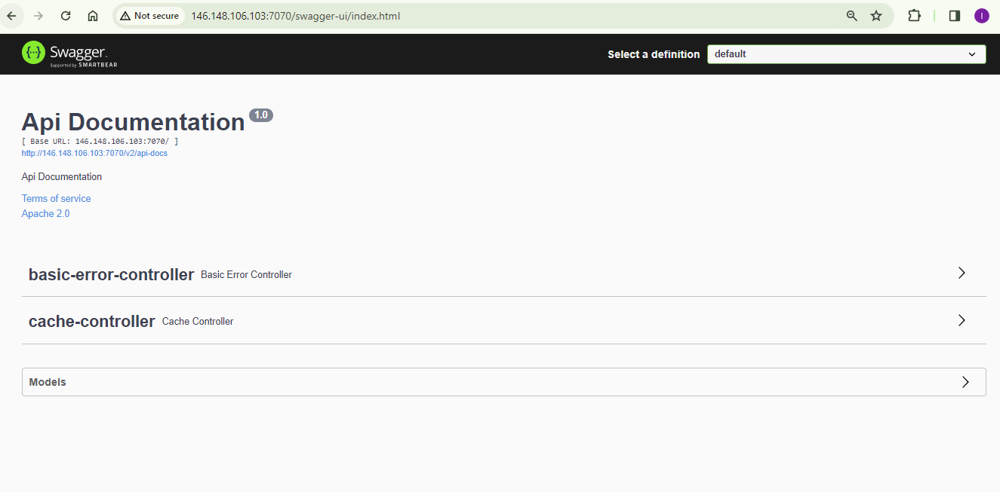 Not secure 146.148.106.103:7070/swagger-ui/index.html I
Swagger
Supported by SMARTBEAR
Select a definition default
Api Documentation 1.0
[ Base URL: 146.148.106.103:7070/ ]
http://146.148.106.103:7070/v2/api-docs
Api Documentation
Terms of service
Apache 2.0
basic-error-controller Basic Error Controller
cache-controller Cache Controller
Models